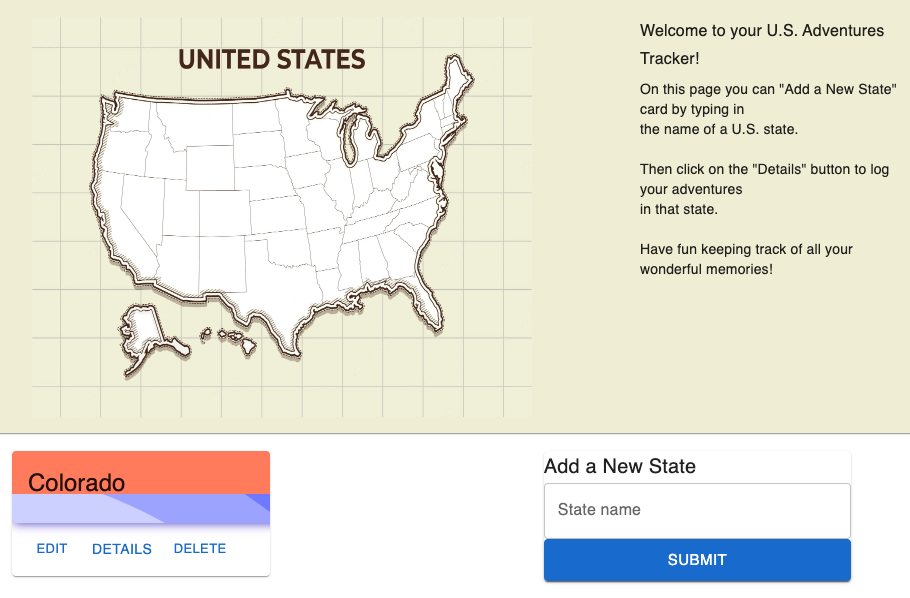 UNITED STATES
Welcome to your U.S. Adventures
Tracker!
On this page you can "Add a New State"
card by typing in
the name of a U.S. state.
Then click on the "Details" button to log
your adventures
in that state.
Have fun keeping track of all your
wonderful memories!
Colorado
EDIT DETAILS DELETE
Add a New State
State name
SUBMIT